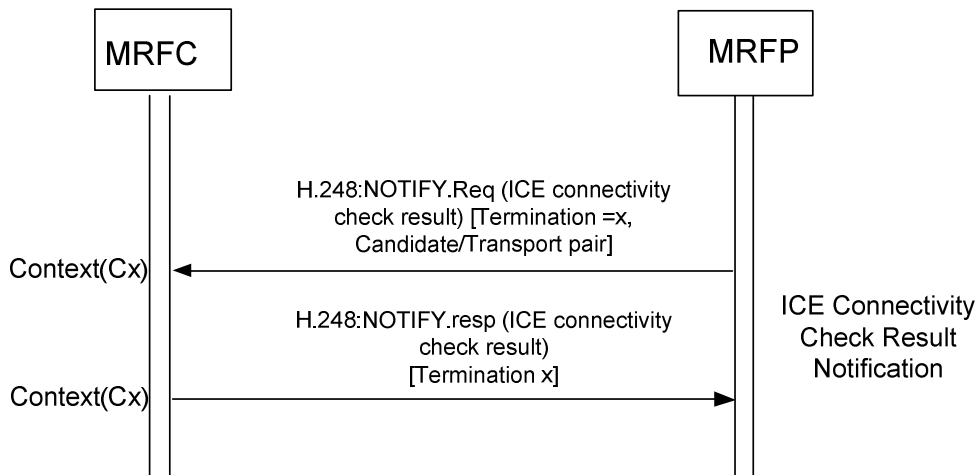 MRFC
MRFP
H.248:NOTIFY.Req (ICE connectivity
check result) [Termination =x,
Candidate/Transport pair]
Context(Cx)
H.248:NOTIFY.resp (ICE connectivity
check result)
[Termination x]
Context(Cx)
ICE Connectivity
Check Result
Notification